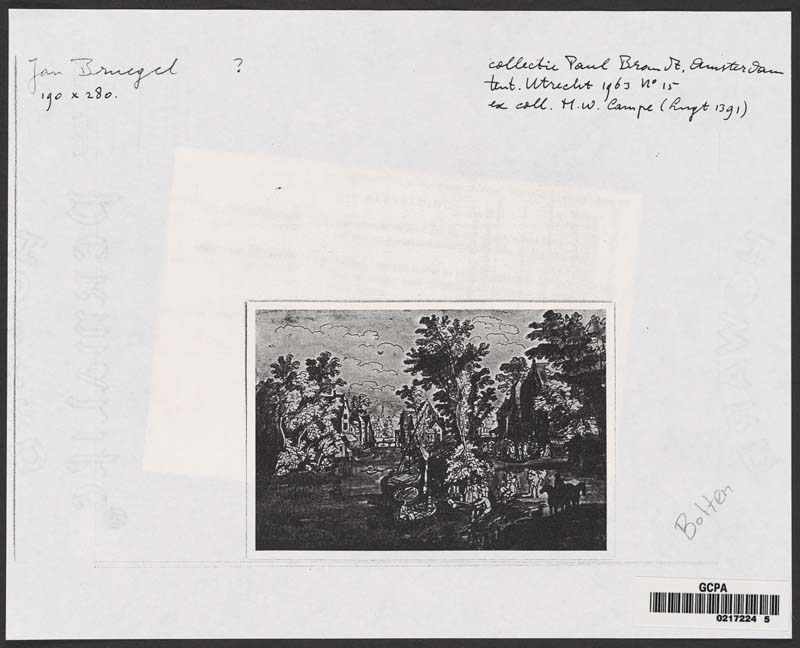 Jan Bruegel ?
190 x 280.
collectie Paul Brandt, Amsterdam
tent. Utrecht 1963 No 15
ex coll. H.W. Campe (Lugt 1391)
Bolten
GCPA
0217224 5